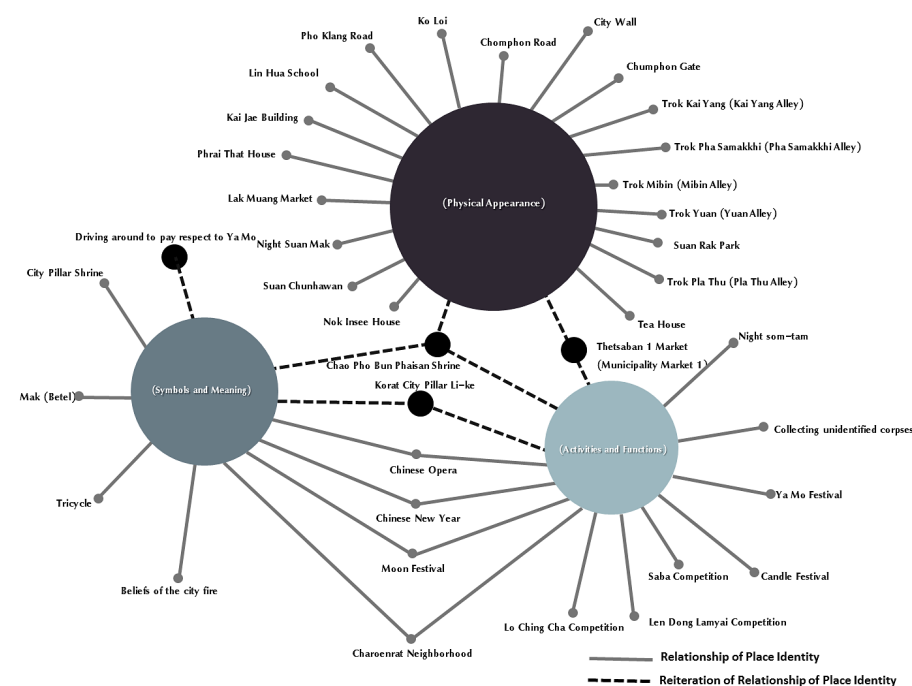 Ko Loi
City Wall
Pho Klang Road
Chomphon Road
Lin Hua School
Chumphon Gate
Kai Jae Building
Trok Kai Yang (Kai Yang Alley)
Phrai That House
Trok Pha Samakkhi (Pha Samakkhi Alley)
Trok Mibin (Mibin Alley)
Lak Muang Market
(Physical Appearance)
Trok Yuan (Yuan Alley)
Driving around to pay respect to Ya Mo
Night Suan Mak
Suan Rak Park
City Pillar Shrine
Suan Chunhawan
Trok Pla Thu (Pla Thu Alley)
Nok Insee House
Tea House
Night som-tam
Thetsaban 1 Market
(Municipality Market 1)
Chao Pho Bun Phaisan Shrine
Korat City Pillar Li-ke
(Symbols and Meaning)
Mak (Betel)
Collecting unidentified corpses
(Activities and Functions)
Chinese Opera
Ya Mo Festival
Tricycle
Chinese New Year
Moon Festival
Saba Competition
Candle Festival
Beliefs of the city fire
Lo Ching Cha Competition
Len Dong Lamyai Competition
Charoenrat Neighborhood
Relationship of Place Identity
Reiteration of Relationship of Place Identity